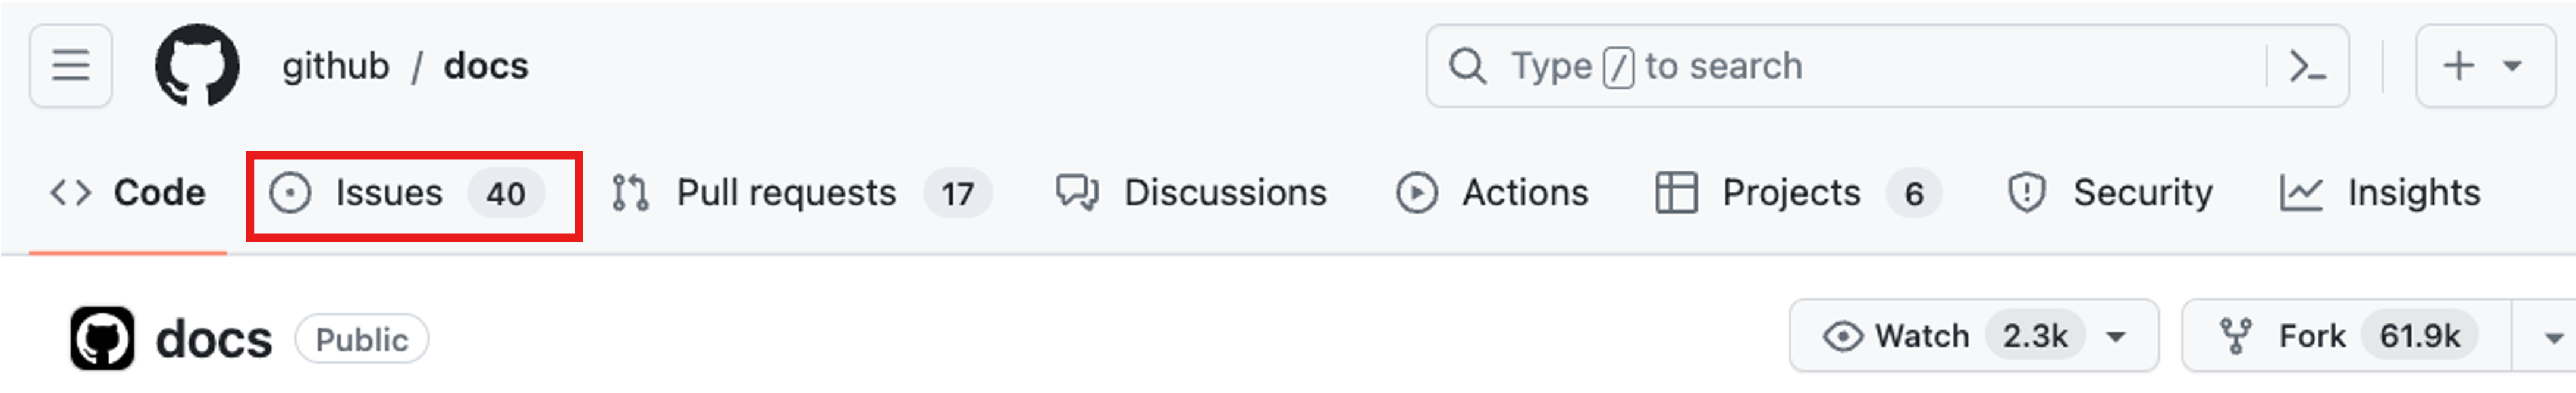 github / docs Type / to search
Code Issues 40 Pull requests 17 Discussions Actions Projects 6 Security Insights
docs Public Watch 2.3k Fork 61.9k